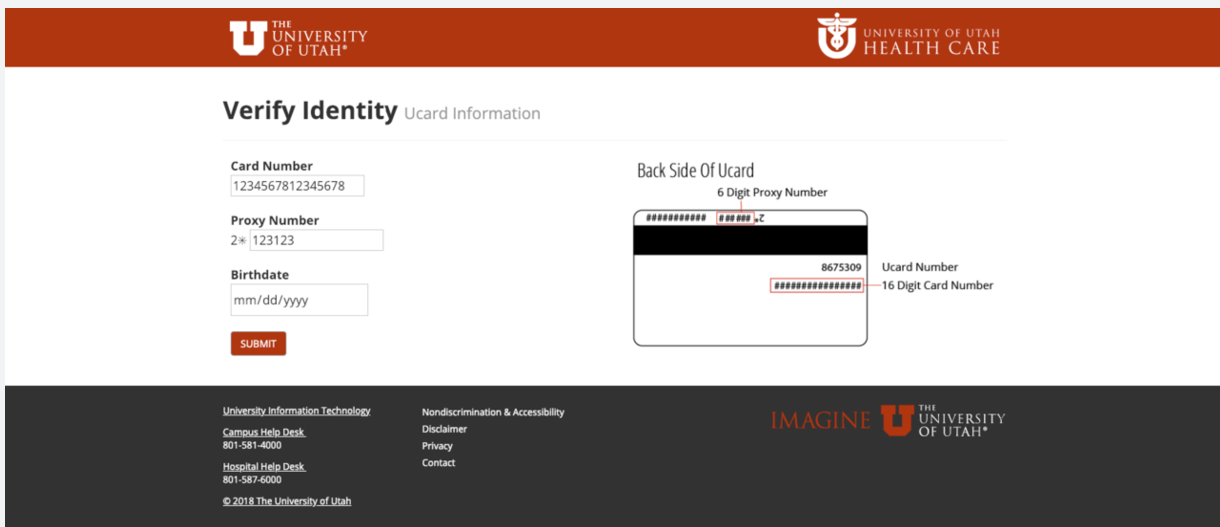 THE
UNIVERSITY
OF UTAH®
UNIVERSITY OF UTAH
HEALTH CARE
Verify Identity Ucard Information
Card Number
1234567812345678
Proxy Number
2* 123123
Birthdate
mm/dd/yyyy
SUBMIT
Back Side Of Ucard
6 Digit Proxy Number
########### ### ### *2
8675309 Ucard Number
################ 16 Digit Card Number
University Information Technology
Campus Help Desk
801-581-4000
Hospital Help Desk
801-587-6000
© 2018 The University of Utah
Nondiscrimination & Accessibility
Disclaimer
Privacy
Contact
IMAGINE U THE
UNIVERSITY
OF UTAH®